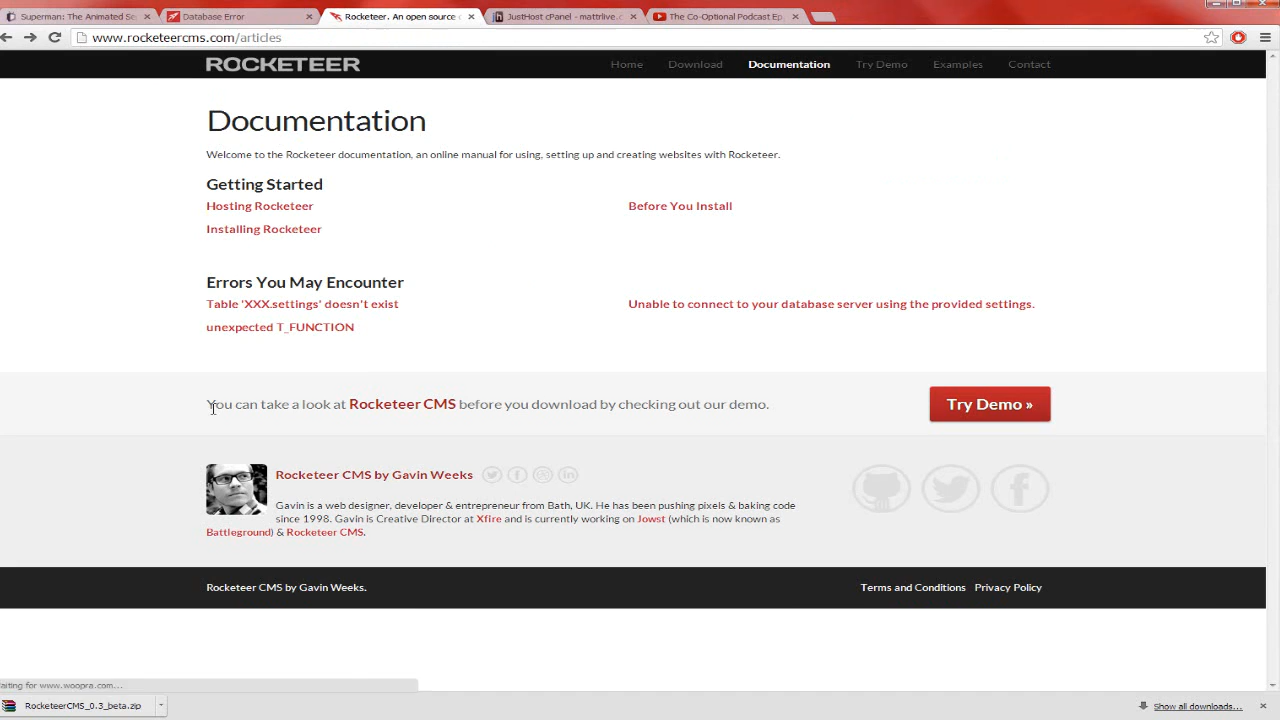 Superman: The Animated Se
Database Error
Rocketeer. An open source
JustHost cPanel - mattrlive.c
The Co-Optional Podcast Ep
www.rocketeercms.com/articles
ROCKETEER
Home
Download
Documentation
Try Demo
Examples
Contact
Documentation
Welcome to the Rocketeer documentation, an online manual for using, setting up and creating websites with Rocketeer.
Getting Started
Hosting Rocketeer
Before You Install
Installing Rocketeer
Errors You May Encounter
Table 'XXX.settings' doesn't exist
Unable to connect to your database server using the provided settings.
unexpected T_FUNCTION
You can take a look at Rocketeer CMS before you download by checking out our demo.
Try Demo »
Rocketeer CMS by Gavin Weeks
Gavin is a web designer, developer & entrepreneur from Bath, UK. He has been pushing pixels & baking code
since 1998. Gavin is Creative Director at Xfire and is currently working on Jowst (which is now known as
Battleground) & Rocketeer CMS.
Rocketeer CMS by Gavin Weeks.
Terms and Conditions
Privacy Policy
aiting for www.woopra.com...
RocketeerCMS_0.3_beta.zip
Show all downloads...